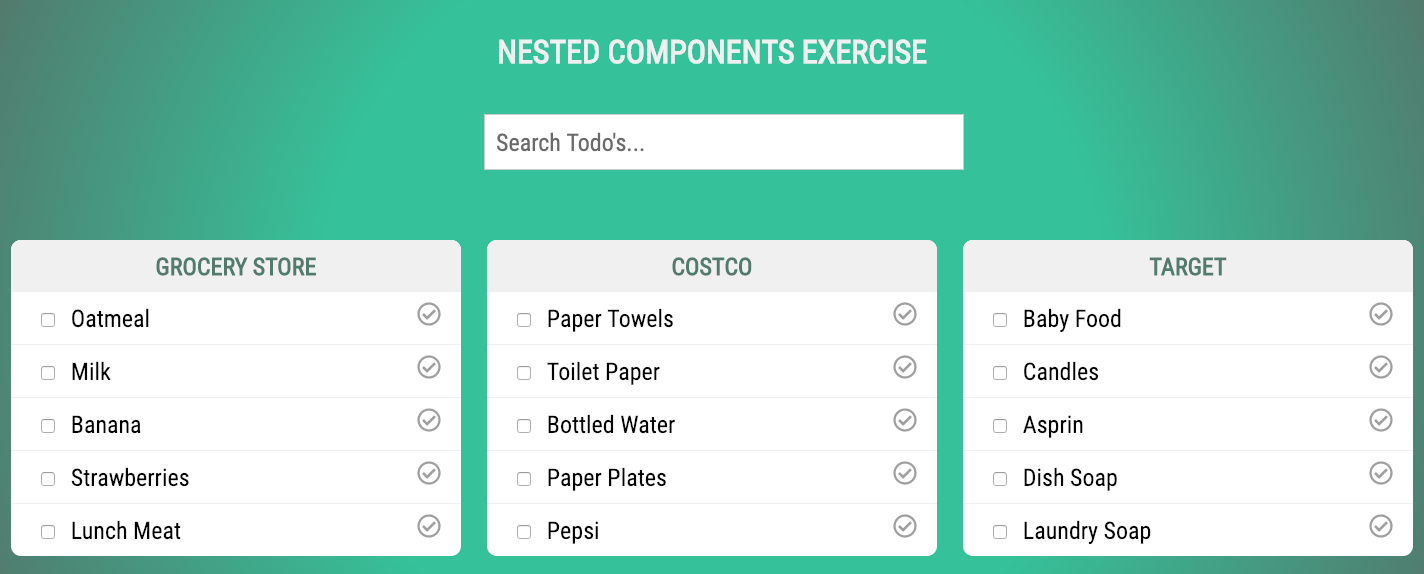 NESTED COMPONENTS EXERCISE
Search Todo's...
GROCERY STORE
Oatmeal
Milk
Banana
Strawberries
Lunch Meat
COSTCO
Paper Towels
Toilet Paper
Bottled Water
Paper Plates
Pepsi
TARGET
Baby Food
Candles
Asprin
Dish Soap
Laundry Soap